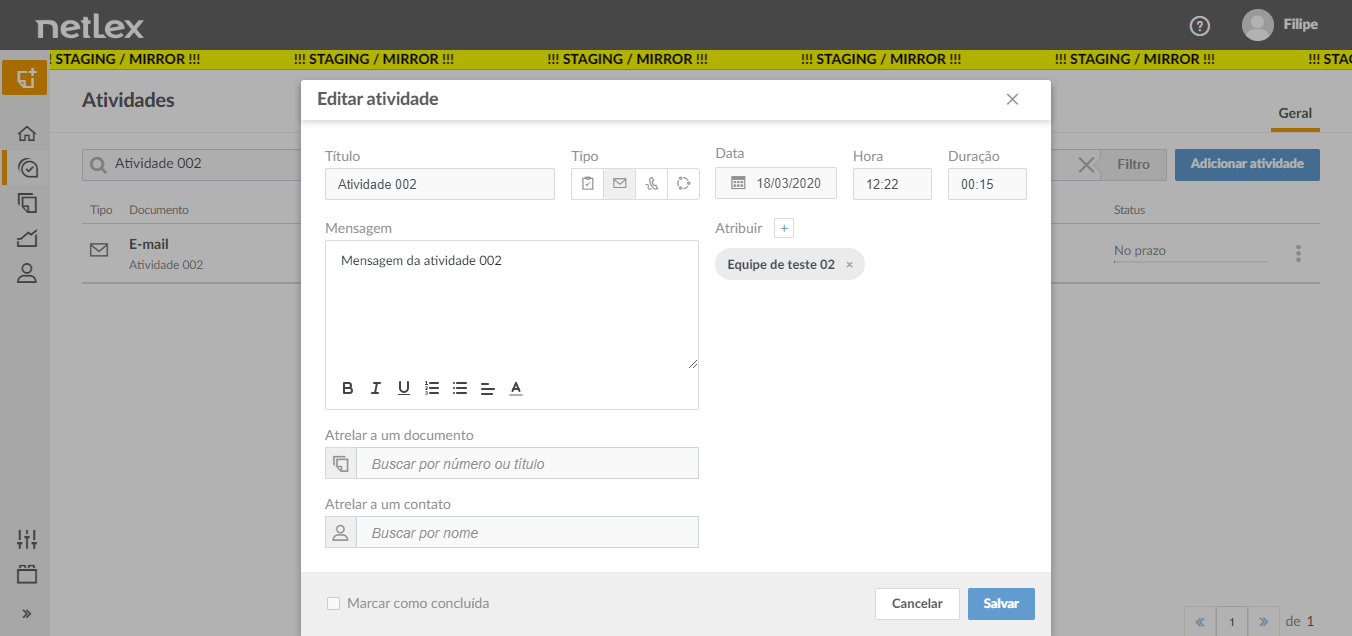 netlex
? Filipe
! STAGING / MIRROR !!! !!! STAGING / MIRROR !!! !!! STAGING / MIRROR !!! !!! STAGING / MIRROR !!! !!! STAGING / MIRROR !!! !!! STAG
Atividades
Geral
Atividade 002
Filtro
Adicionar atividade
Tipo Documento
Status
E-mail
Atividade 002
No prazo
Editar atividade
Título
Tipo
Data
Hora
Duração
Atividade 002
18/03/2020
12:22
00:15
Mensagem
Atribuir +
Mensagem da atividade 002
Equipe de teste 02 ×
B I U A
Atrelar a um documento
Buscar por número ou título
Atrelar a um contato
Buscar por nome
Marcar como concluída
Cancelar
Salvar
« 1 » de 1
»